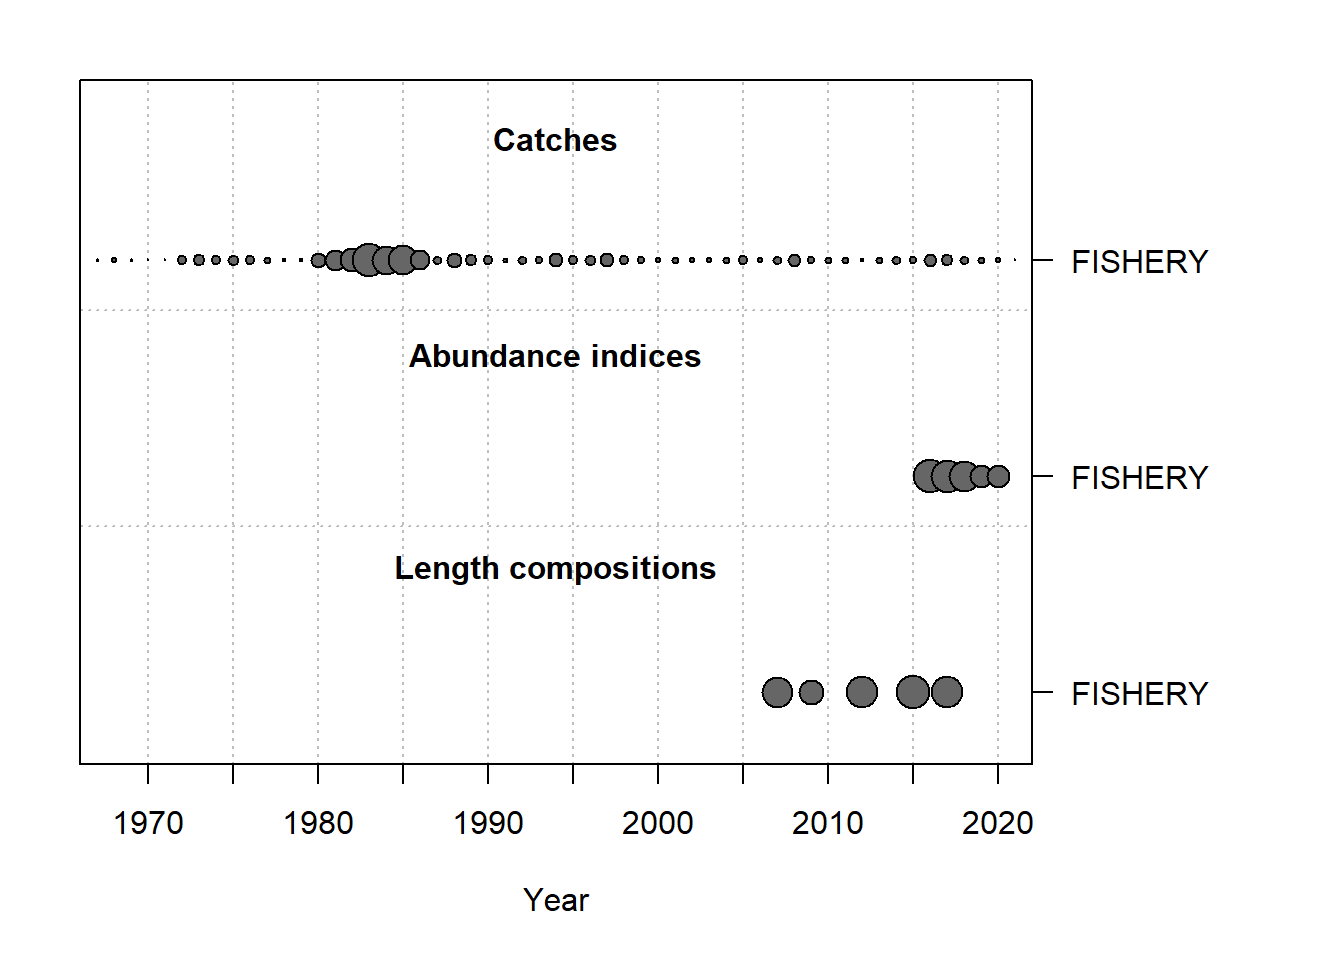 Catches
FISHERY
Abundance indices
FISHERY
Length compositions
FISHERY
1970 1980 1990 2000 2010 2020
Year